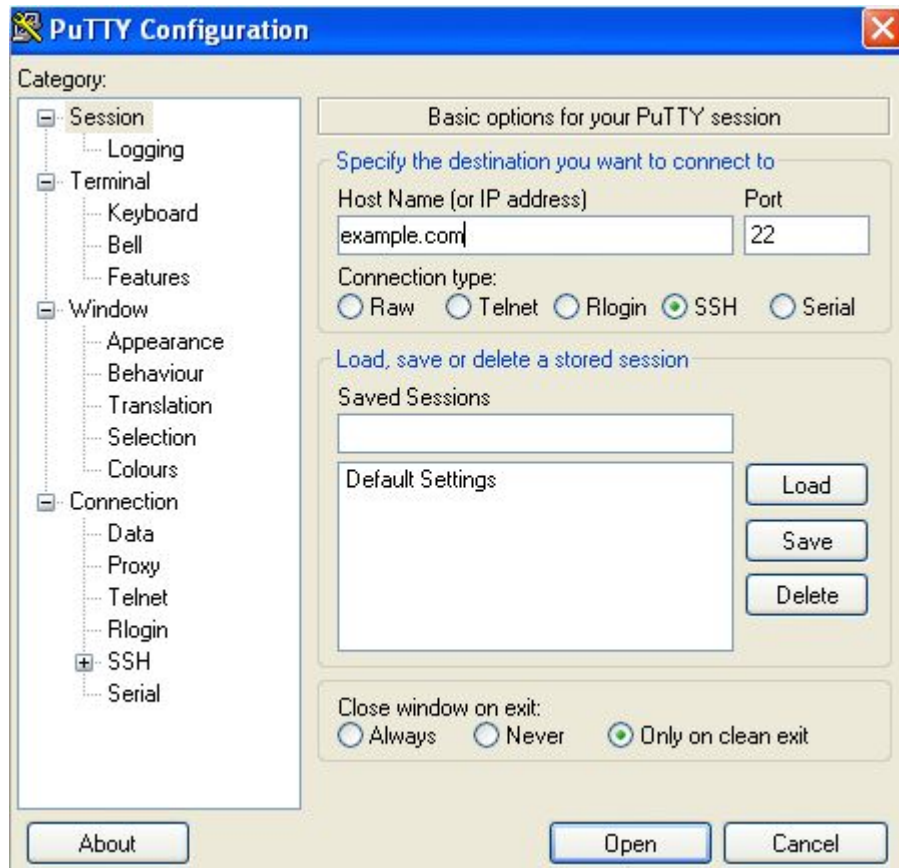 PuTTY Configuration
Category:
Session
Logging
Terminal
Keyboard
Bell
Features
Window
Appearance
Behaviour
Translation
Selection
Colours
Connection
Data
Proxy
Telnet
Rlogin
SSH
Serial
Basic options for your PuTTY session
Specify the destination you want to connect to
Host Name (or IP address) Port
example.com 22
Connection type:
Raw Telnet Rlogin SSH Serial
Load, save or delete a stored session
Saved Sessions
Default Settings
Load
Save
Delete
Close window on exit:
Always Never Only on clean exit
About Open Cancel